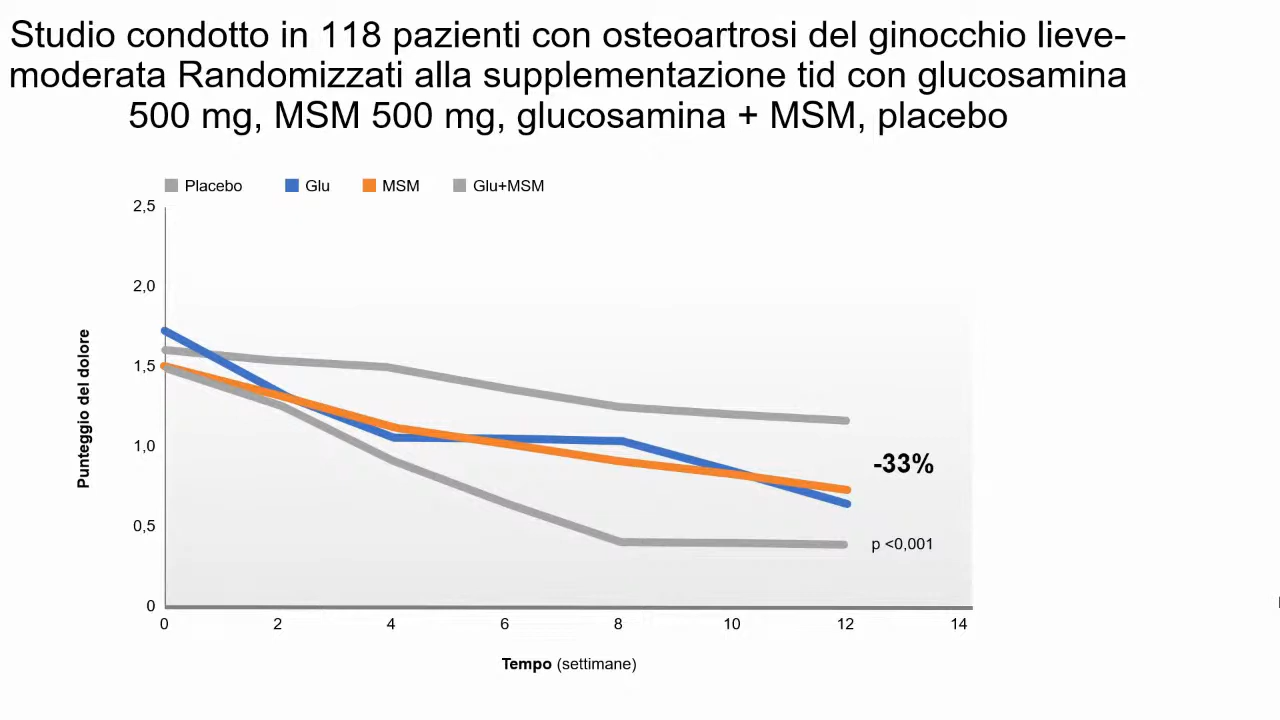 Studio condotto in 118 pazienti con osteoartrosi del ginocchio lieve-
moderata Randomizzati alla supplementazione tid con glucosamina
500 mg, MSM 500 mg, glucosamina + MSM, placebo
Placebo Glu MSM Glu+MSM
2,5
2,0
1.5
1,0
0,5
0
Punteggio del dolore
-33%
p <0,001
0 2 4 6 8 10 12 14
Tempo (settimane)